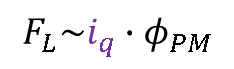 F_L~i_q · ϕ_PM